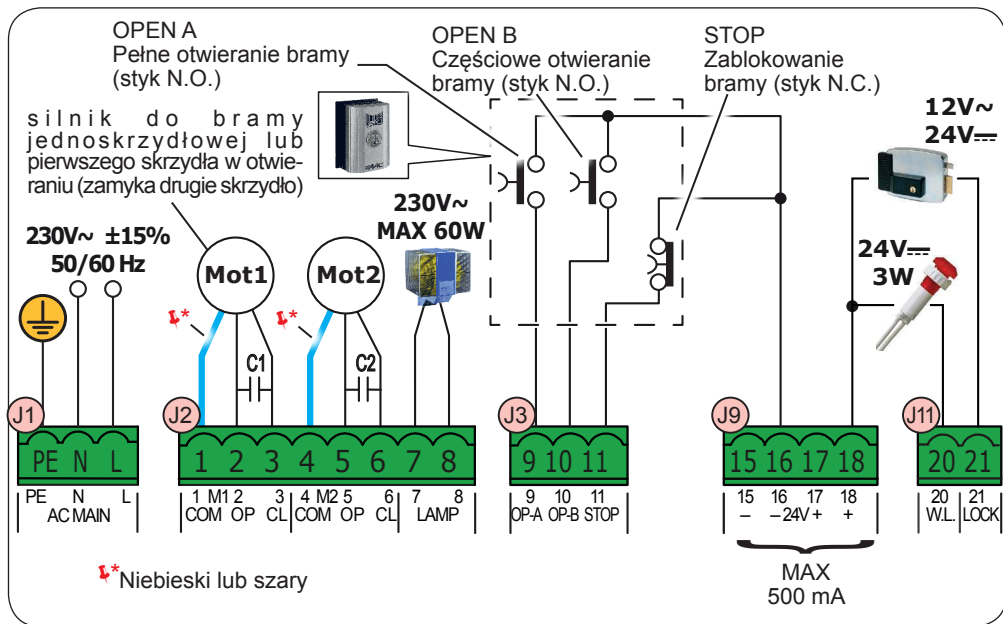 OPEN A
Pełne otwieranie bramy
(styk N.O.)
OPEN B
Częściowe otwieranie
bramy (styk N.O.)
STOP
Zablokowanie
bramy (styk N.C.)
silnik do bramy
jednoskrzydłowej lub
pierwszego skrzydła w otwie-
raniu (zamyka drugie skrzydło)
FAAC
12V~
24V⎓
230V~
MAX 60W
230V~ ±15%
50/60 Hz
Mot1
Mot2
24V⎓
3W
*
*
C1
C2
J1
J2
J3
J9
J11
PE N L
1 2 3 4 5 6 7 8
9 10 11
15 16 17 18
20 21
PE N L
AC MAIN
1 M1 2 3 4 M2 5 6 7 8
COM OP CL COM OP CL LAMP
9 10 11
OP-A OP-B STOP
15 16 17 18
– –24V+ +
20 21
W.L. LOCK
MAX
500 mA
*Niebieski lub szary